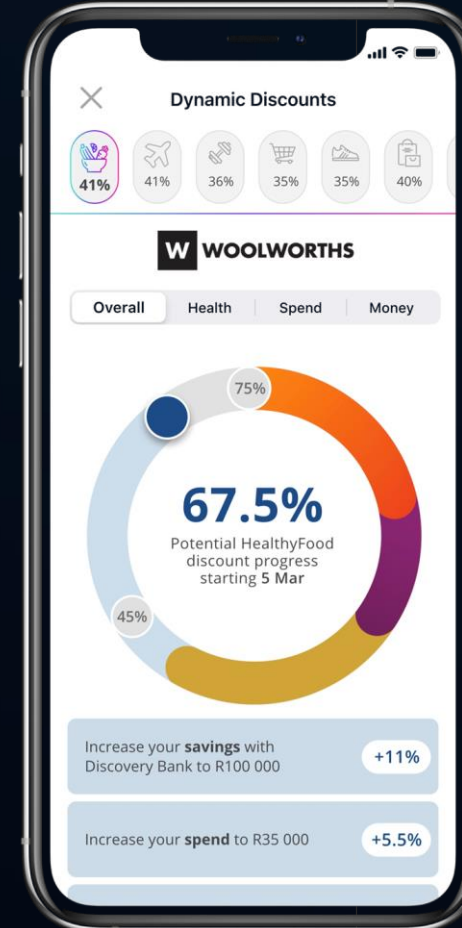 Dynamic Discounts
41%
41%
36%
35%
35%
40%
W WOOLWORTHS
Overall Health Spend Money
75%
67.5%
Potential HealthyFood
discount progress
starting 5 Mar
45%
Increase your savings with
Discovery Bank to R100 000
+11%
Increase your spend to R35 000
+5.5%